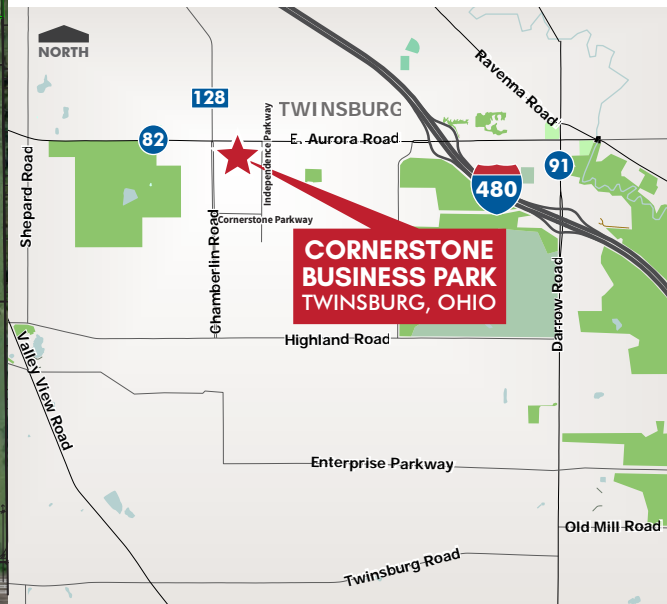 NORTH
128
TWINSBURG
Ravenna Road
82
E. Aurora Road
Independence Parkway
91
480
Shepard Road
Cornerstone Parkway
Chamberlin Road
CORNERSTONE
BUSINESS PARK
TWINSBURG, OHIO
Darrow Road
Highland Road
Valley View Road
Enterprise Parkway
Old Mill Road
Twinsburg Road